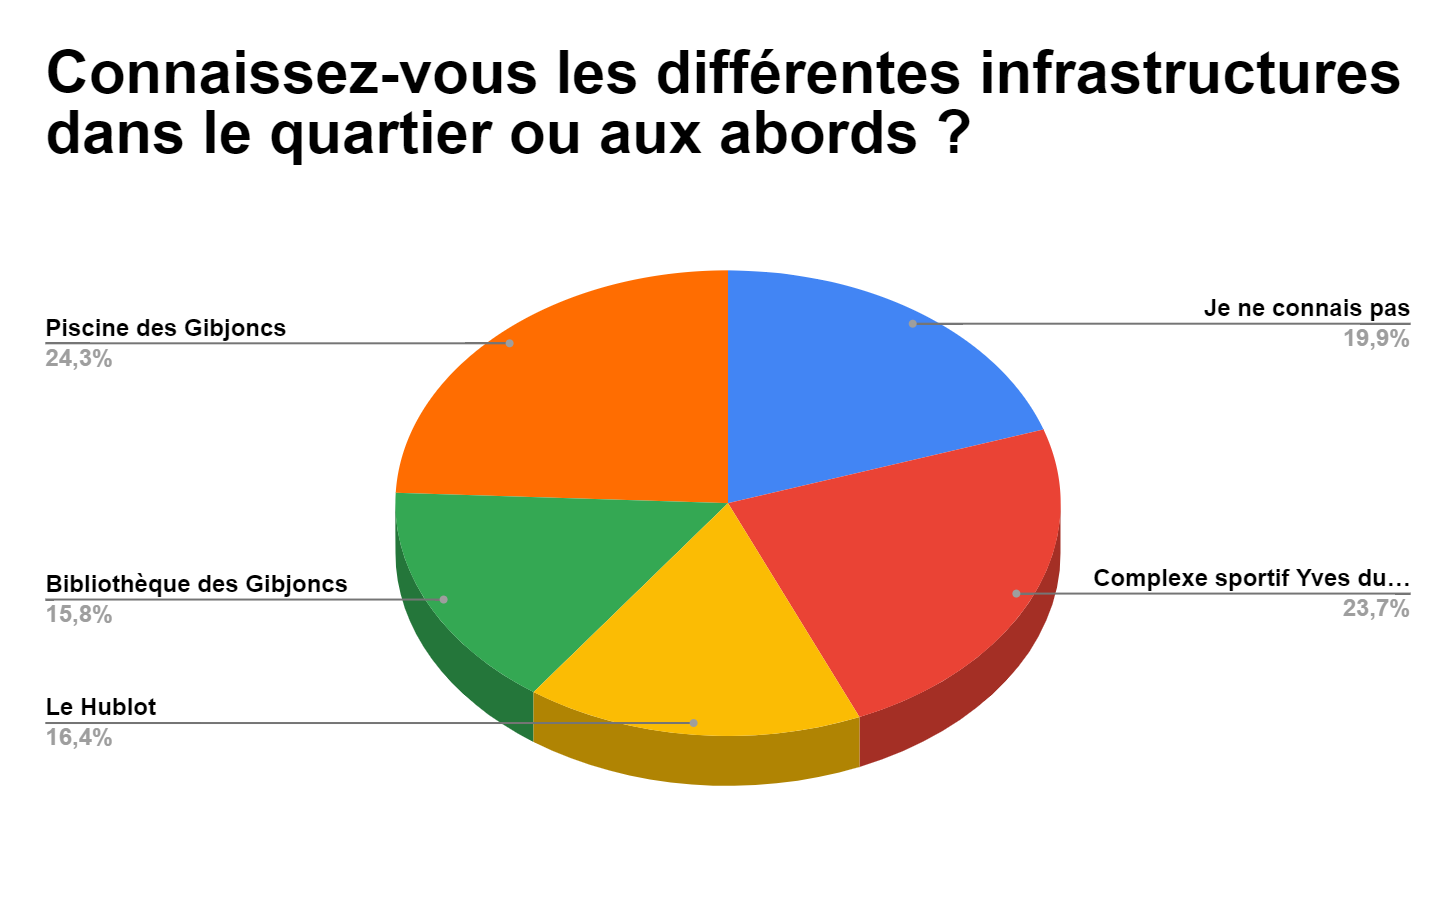 Connaissez-vous les différentes infrastructures
dans le quartier ou aux abords ?
Je ne connais pas
19,9%
Piscine des Gibjoncs
24,3%
Complexe sportif Yves du…
23,7%
Bibliothèque des Gibjoncs
15,8%
Le Hublot
16,4%